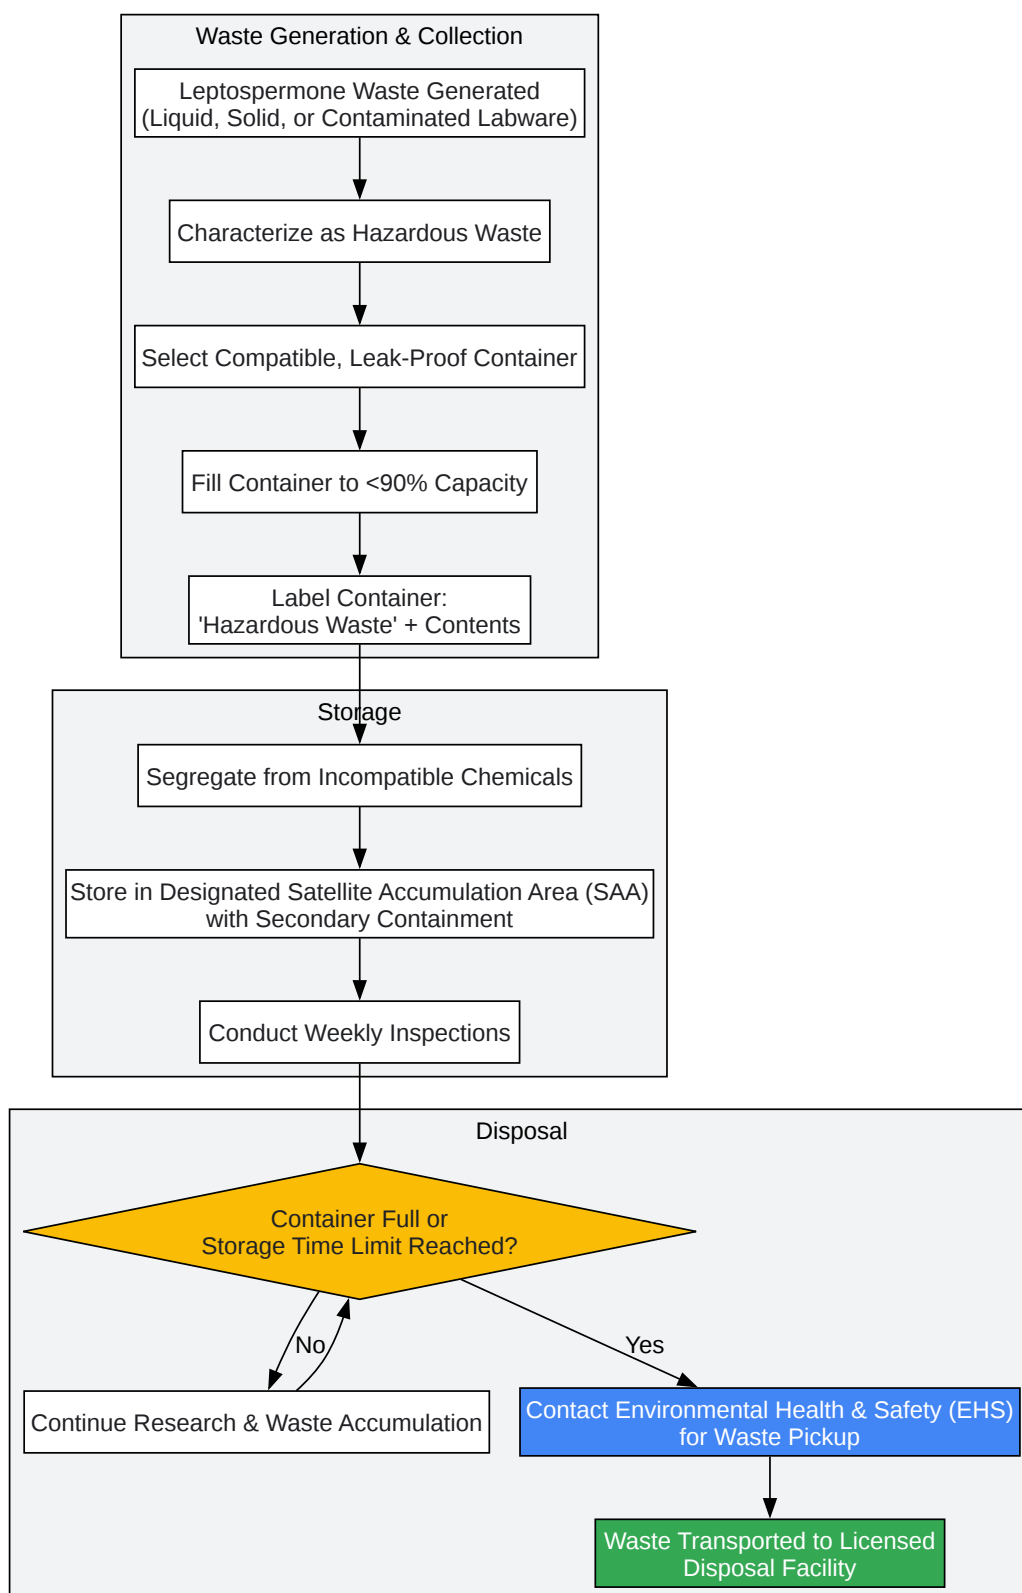 Waste Generation & Collection
Leptospermone Waste Generated
(Liquid, Solid, or Contaminated Labware)
Characterize as Hazardous Waste
Select Compatible, Leak-Proof Container
Fill Container to <90% Capacity
Label Container:
'Hazardous Waste' + Contents
Storage
Segregate from Incompatible Chemicals
Store in Designated Satellite Accumulation Area (SAA)
with Secondary Containment
Conduct Weekly Inspections
Disposal
Container Full or
Storage Time Limit Reached?
No
Yes
Continue Research & Waste Accumulation
Contact Environmental Health & Safety (EHS)
for Waste Pickup
Waste Transported to Licensed
Disposal Facility